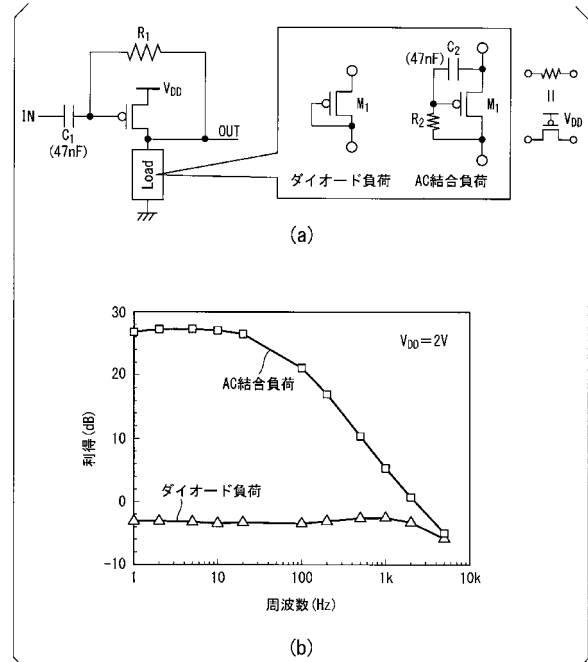 R1
VDD
IN
C1
(47nF)
OUT
Load
M1
ダイオード負荷
C2
(47nF)
R2
M1
AC結合負荷
VDD
(a)
30
20
10
0
-10
利得(dB)
VDD=2V
AC結合負荷
ダイオード負荷
1 10 100 1k 10k
周波数(Hz)
(b)